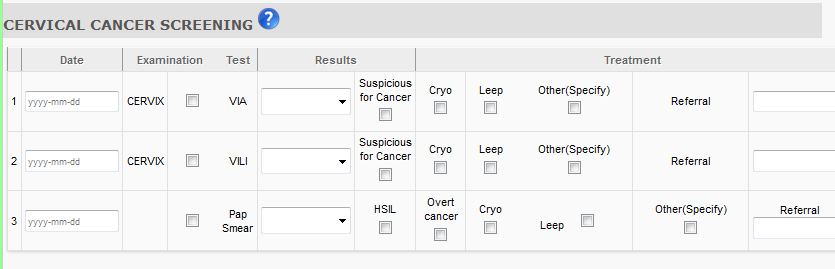 CERVICAL CANCER SCREENING ?
Date Examination Test Results Treatment
1 yyyy-mm-dd CERVIX VIA Suspicious for Cancer Cryo Leep Other(Specify) Referral
2 yyyy-mm-dd CERVIX VILI Suspicious for Cancer Cryo Leep Other(Specify) Referral
3 yyyy-mm-dd Pap Smear HSIL Overt cancer Cryo Leep Other(Specify) Referral